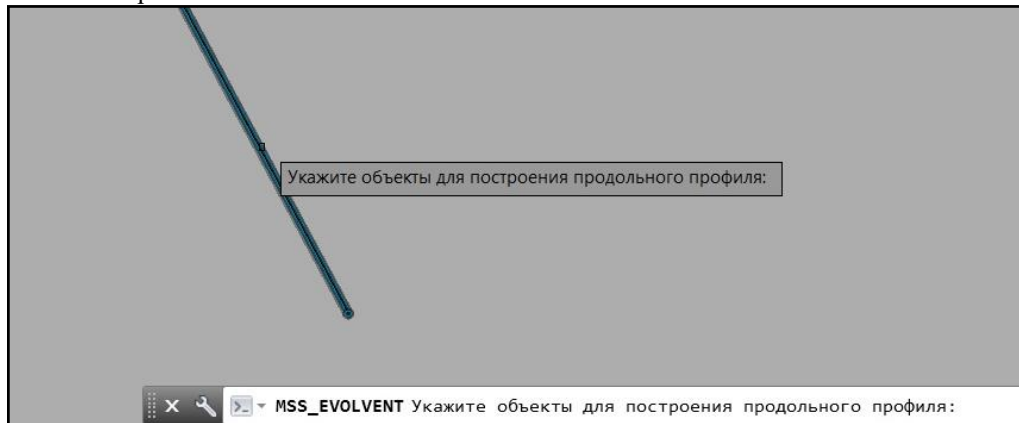 Укажите объекты для построения продольного профиля:
MSS_EVOLVENT Укажите объекты для построения продольного профиля: